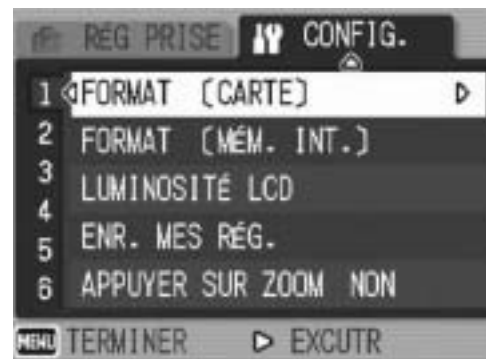 RÉG PRISE CONFIG.
1 FORMAT [CARTE]
2 FORMAT [MÉM. INT.]
3 LUMINOSITÉ LCD
4
5 ENR. MES RÉG.
6 APPUYER SUR ZOOM NON
MENU TERMINER EXCUTR